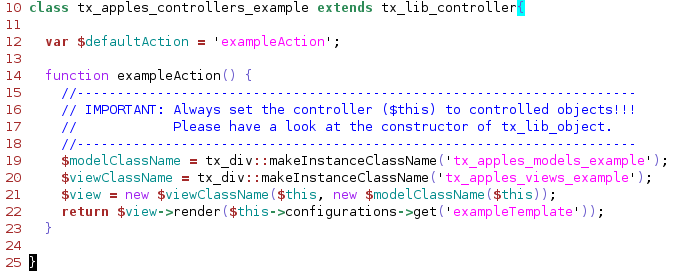 10 class tx_apples_controllers_example extends tx_lib_controller{
11
12   var $defaultAction = 'exampleAction';
13
14   function exampleAction() {
15     //--------------------------------------------------------------------
16     // IMPORTANT: Always set the controller ($this) to controlled objects!!!
17     //            Please have a look at the constructor of tx_lib_object.
18     //--------------------------------------------------------------------
19     $modelClassName = tx_div::makeInstanceClassName('tx_apples_models_example');
20     $viewClassName = tx_div::makeInstanceClassName('tx_apples_views_example');
21     $view = new $viewClassName($this, new $modelClassName($this));
22     return $view->render($this->configurations->get('exampleTemplate'));
23   }
24
25 }